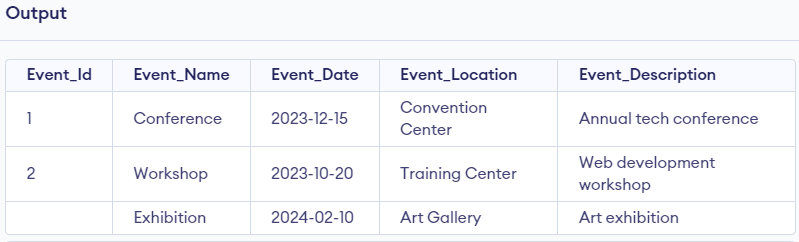 Output
Event_Id Event_Name Event_Date Event_Location Event_Description
1 Conference 2023-12-15 Convention Center Annual tech conference
2 Workshop 2023-10-20 Training Center Web development workshop
Exhibition 2024-02-10 Art Gallery Art exhibition